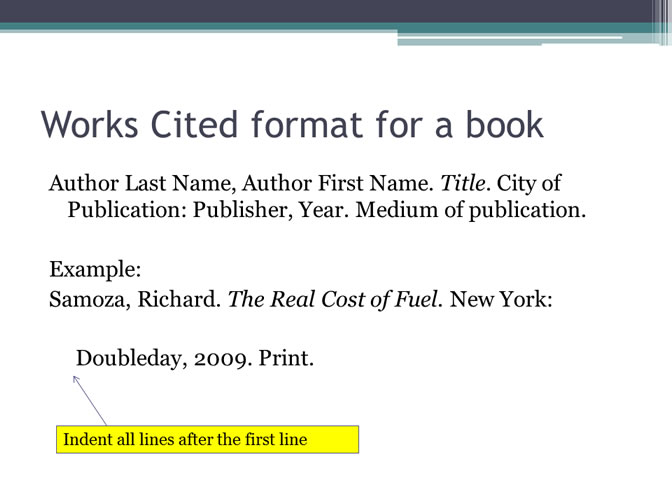 Works Cited format for a book
Author Last Name, Author First Name. Title. City of
Publication: Publisher, Year. Medium of publication.
Example:
Samoza, Richard. The Real Cost of Fuel. New York:
Doubleday, 2009. Print.
Indent all lines after the first line